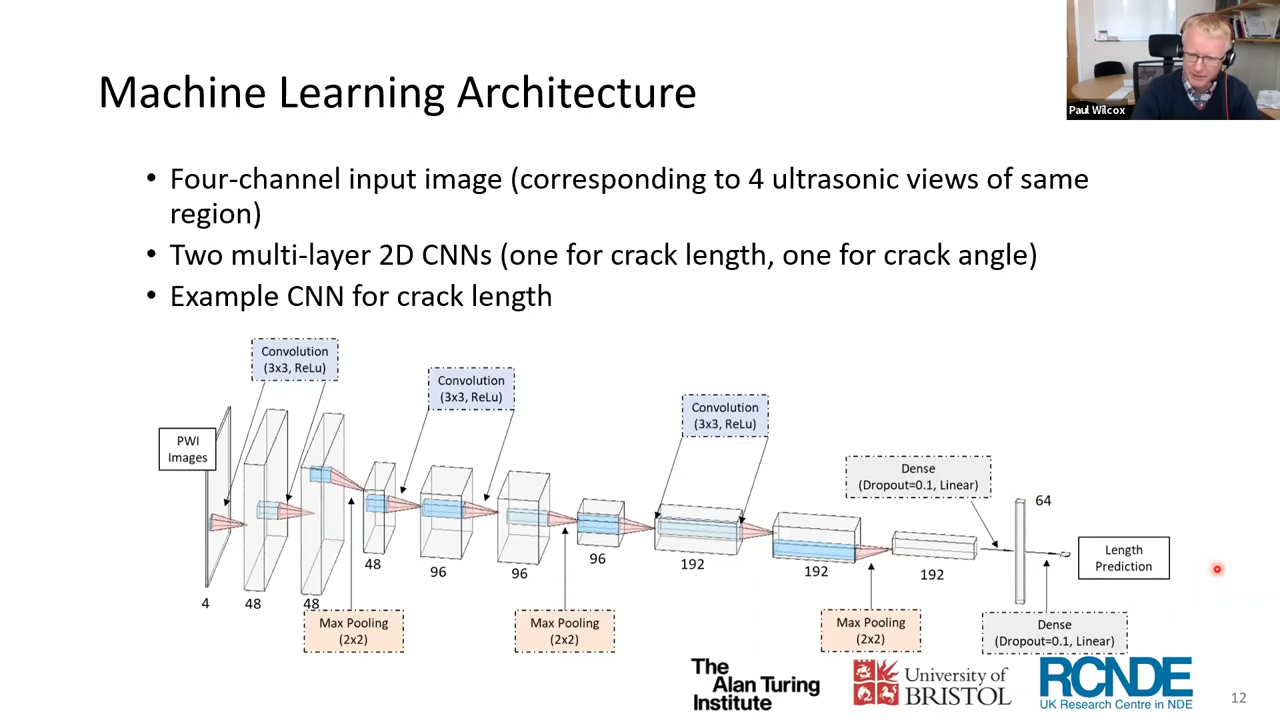 Paul Wilcox
Machine Learning Architecture
• Four-channel input image (corresponding to 4 ultrasonic views of same
region)
• Two multi-layer 2D CNNs (one for crack length, one for crack angle)
• Example CNN for crack length
Convolution
(3x3, ReLu)
Convolution
(3x3, ReLu)
Convolution
(3x3, ReLu)
PWI
Images
Dense
(Dropout=0.1, Linear)
64
Length
Prediction
4
48
48
48
96
96
96
192
192
192
Max Pooling
(2x2)
Max Pooling
(2x2)
Max Pooling
(2x2)
Dense
(Dropout=0.1, Linear)
The
Alan Turing
Institute
University of
BRISTOL
RCNDE
UK Research Centre in NDE
12